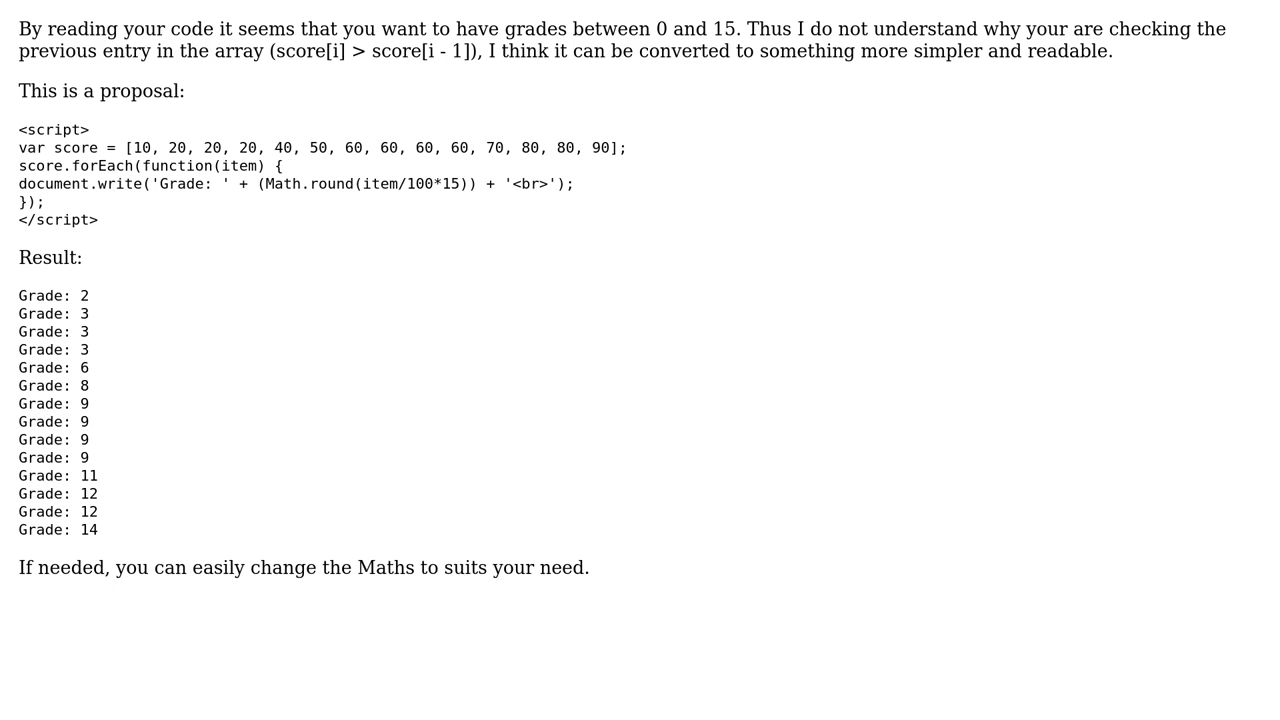 By reading your code it seems that you want to have grades between 0 and 15. Thus I do not understand why your are checking the
previous entry in the array (score[i] > score[i - 1]), I think it can be converted to something more simpler and readable.
This is a proposal:
<script>
var score = [10, 20, 20, 20, 40, 50, 60, 60, 60, 60, 70, 80, 80, 90];
score.forEach(function(item) {
document.write('Grade: ' + (Math.round(item/100*15)) + '<br>');
});
</script>
Result:
Grade: 2
Grade: 3
Grade: 3
Grade: 3
Grade: 6
Grade: 8
Grade: 9
Grade: 9
Grade: 9
Grade: 9
Grade: 11
Grade: 12
Grade: 12
Grade: 14
If needed, you can easily change the Maths to suits your need.